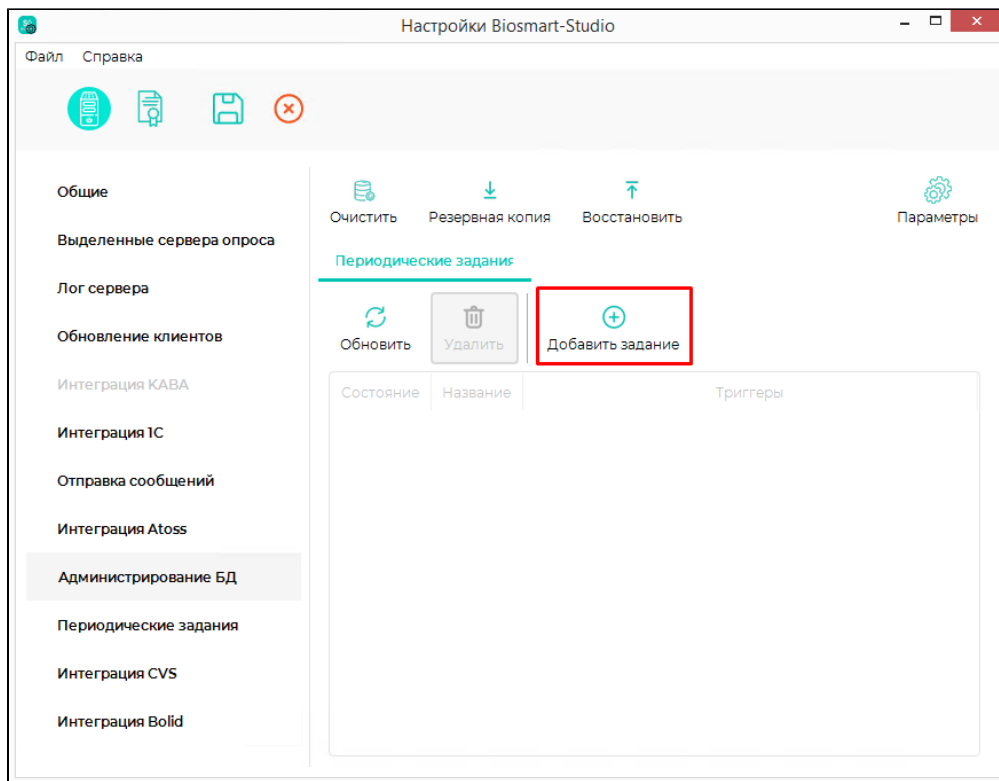 Настройки Biosmart-Studio
Файл Справка
Общие
Выделенные сервера опроса
Лог сервера
Обновление клиентов
Интеграция KABA
Интеграция 1С
Отправка сообщений
Интеграция Atoss
Администрирование БД
Периодические задания
Интеграция CVS
Интеграция Bolid
Очистить Резервная копия Восстановить Параметры
Периодические задания
Обновить Удалить Добавить задание
Состояние Название Триггеры